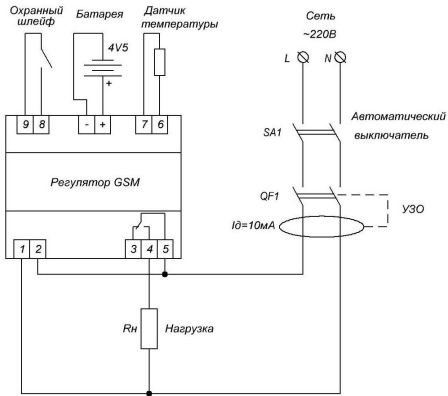 Охранный
шлейф
Батарея
Датчик
температуры
4V5
+
Сеть
~220В
L
N
9 8
- +
7 6
SA1
Автоматический
выключатель
Регулятор GSM
QF1
УЗО
Iд=10мА
1 2
3 4 5
Rн
Нагрузка